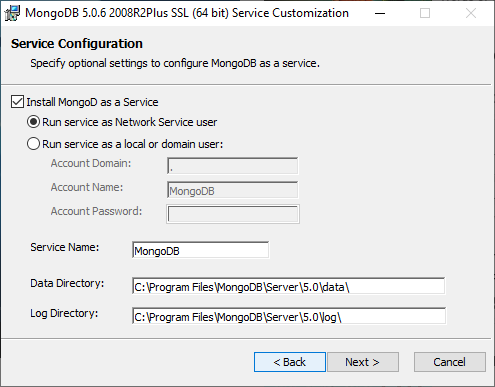 MongoDB 5.0.6 2008R2Plus SSL (64 bit) Service Customization
Service Configuration
Specify optional settings to configure MongoDB as a service.
Install MongoD as a Service
Run service as Network Service user
Run service as a local or domain user:
Account Domain: .
Account Name: MongoDB
Account Password:
Service Name: MongoDB
Data Directory: C:\Program Files\MongoDB\Server\5.0\data\
Log Directory: C:\Program Files\MongoDB\Server\5.0\log\
< Back Next > Cancel